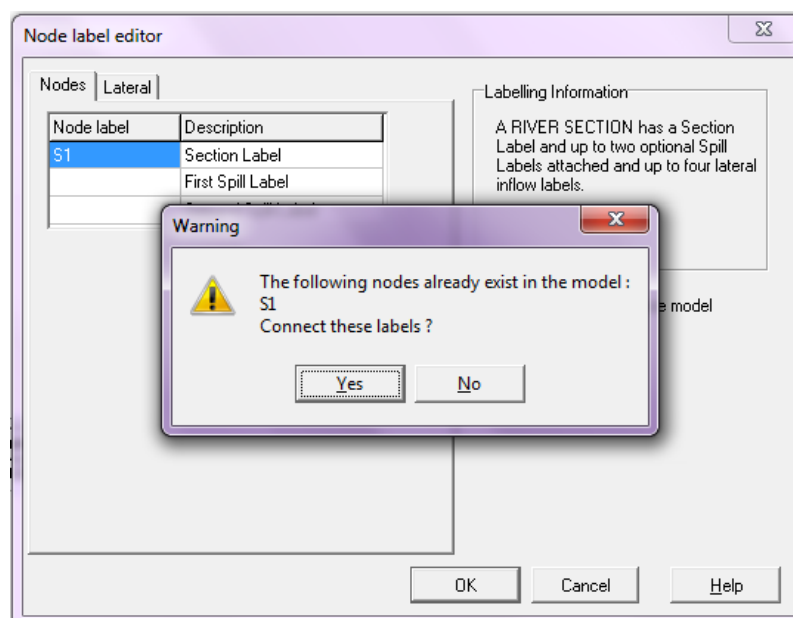 Node label editor
Nodes Lateral
Node label Description
S1 Section Label
First Spill Label
Labelling Information
A RIVER SECTION has a Section
Label and up to two optional Spill
Labels attached and up to four lateral
inflow labels.
Warning
The following nodes already exist in the model :
S1
Connect these labels ?
Yes No
model
OK Cancel Help